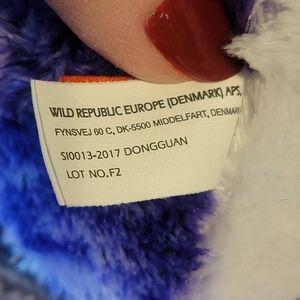 WILD REPUBLIC EUROPE (DENMARK) APS,
FYNSVEJ 60 C, DK-5500 MIDDELFART, DENMAR
SI0013-2017 DONGGUAN
LOT NO.F2